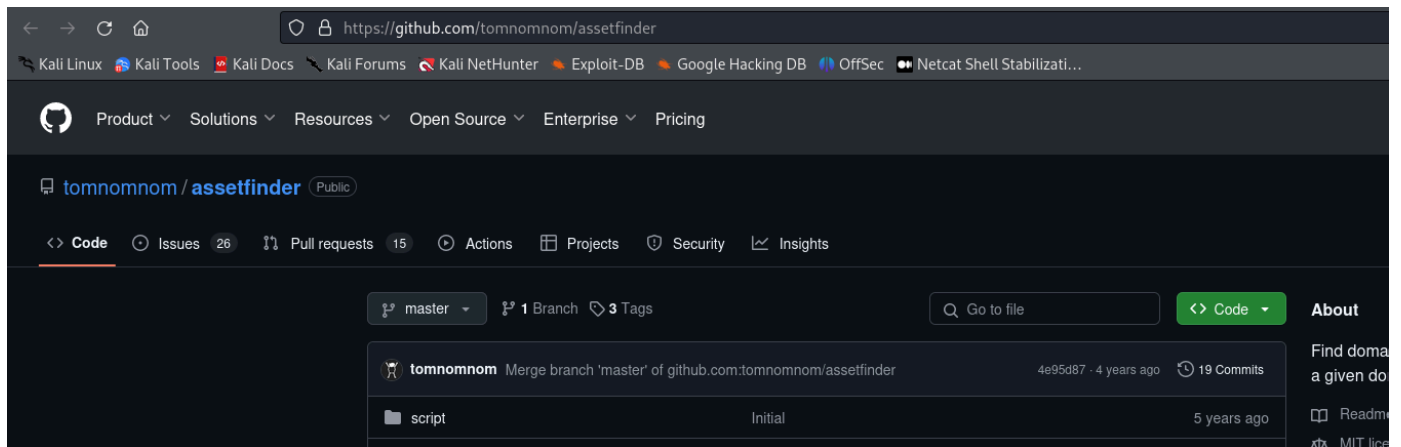 https://github.com/tomnomnom/assetfinder
Kali Linux Kali Tools Kali Docs Kali Forums Kali NetHunter Exploit-DB Google Hacking DB OffSec Netcat Shell Stabilizati...
Product Solutions Resources Open Source Enterprise Pricing
tomnomnom / assetfinder Public
<> Code Issues 26 Pull requests 15 Actions Projects Security Insights
master 1 Branch 3 Tags Go to file <> Code About
Find doma
tomnomnom Merge branch 'master' of github.com:tomnomnom/assetfinder 4e95d87 · 4 years ago 19 Commits
a given do
script Initial 5 years ago Readme
MIT lice